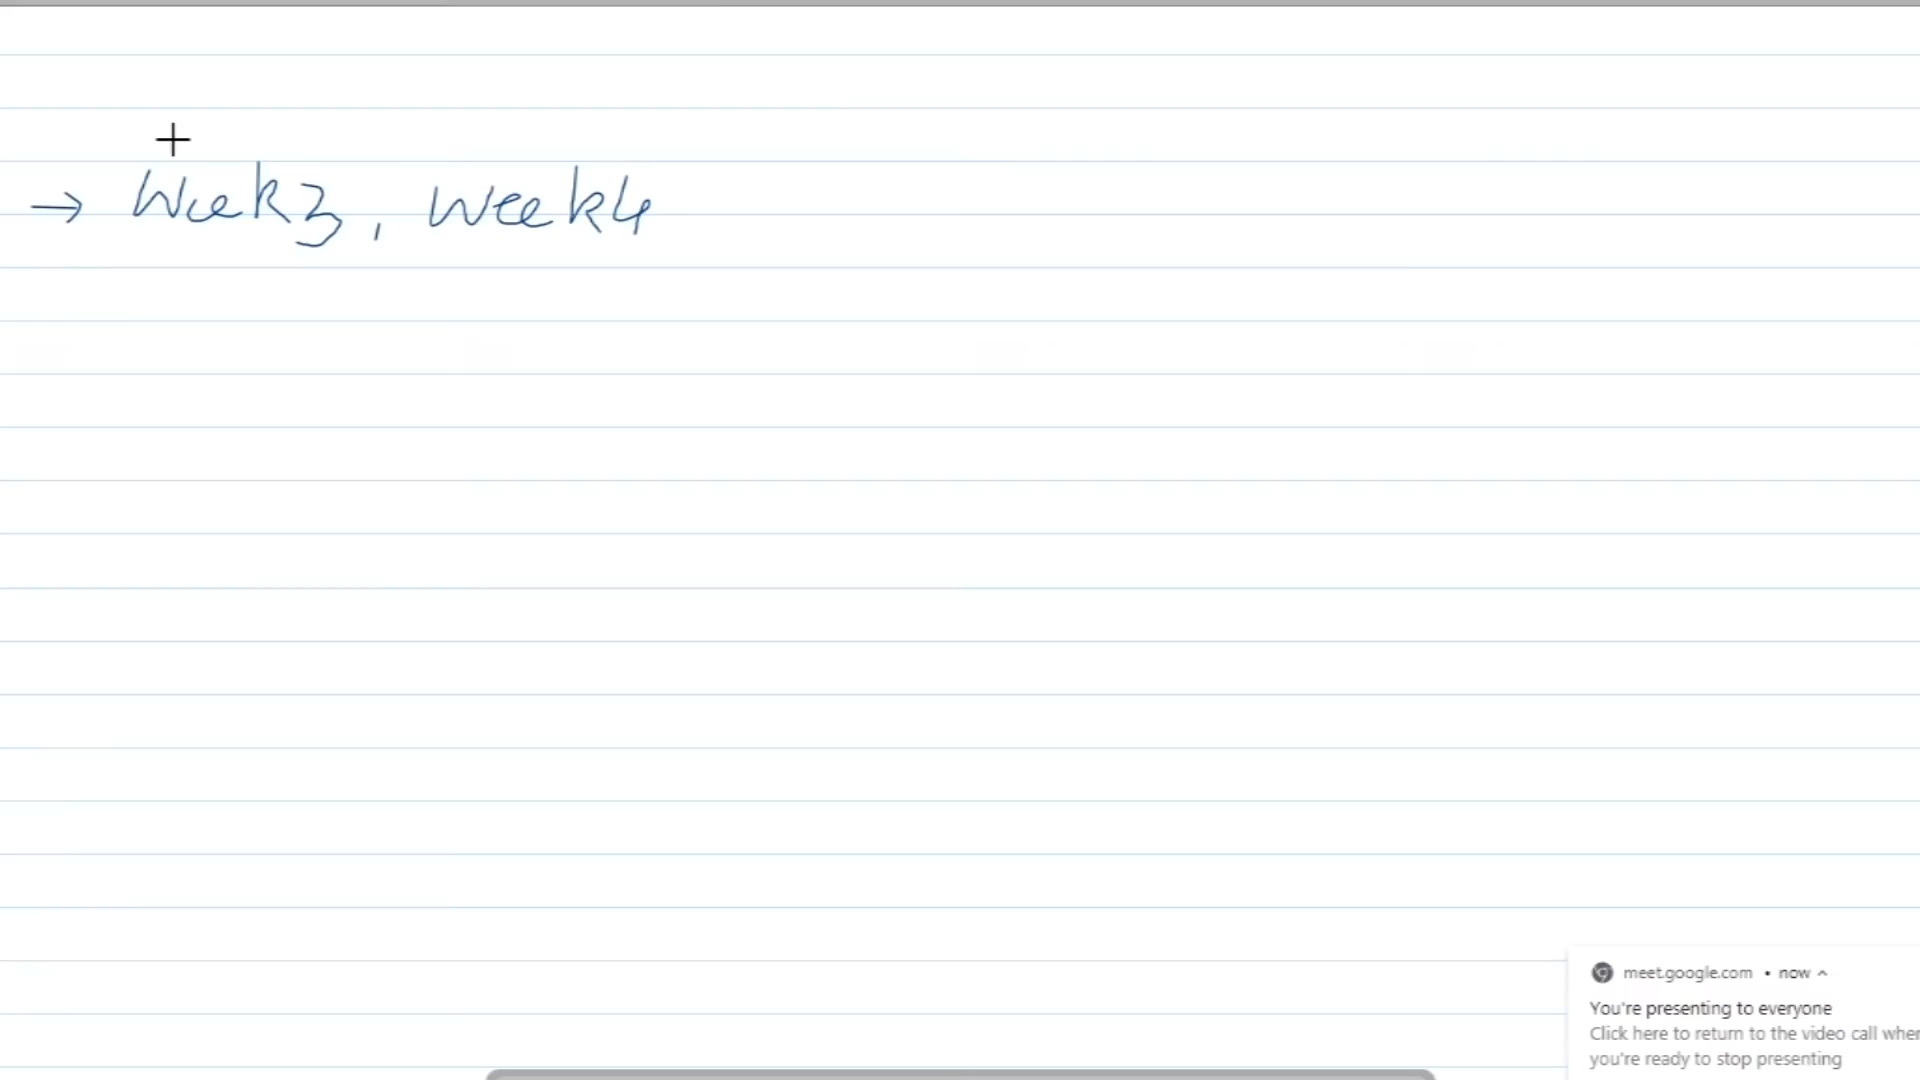 → Week3, Week4
meet.google.com • now
You're presenting to everyone
Click here to return to the video call when
you're ready to stop presenting